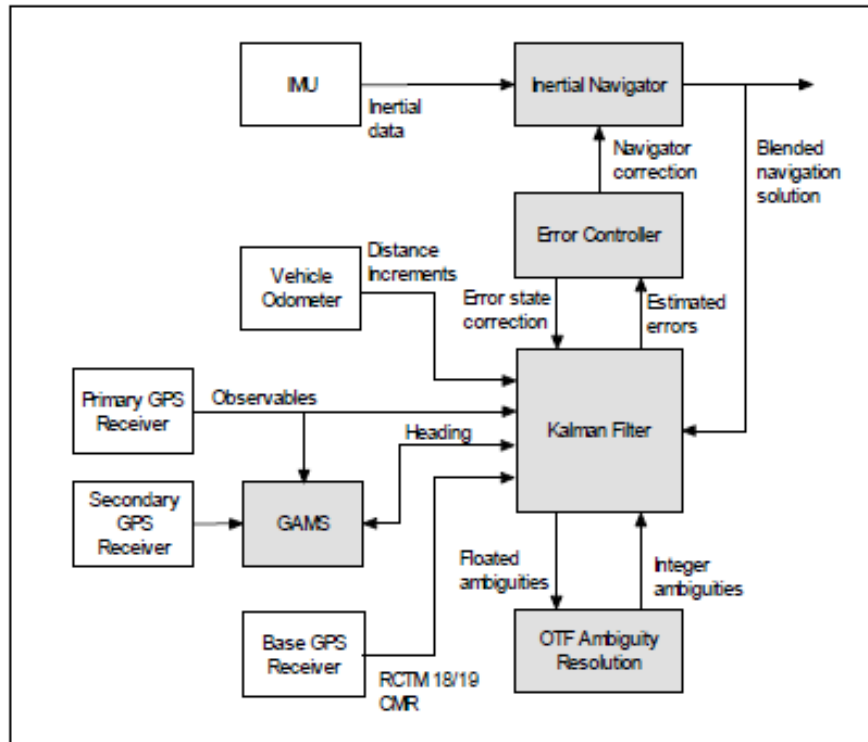 IMU
Inertial
data
Inertial Navigator
Navigator
correction
Blended
navigation
solution
Error Controller
Vehicle
Odometer
Distance
Increments
Error state
correction
Estimated
errors
Primary GPS
Receiver
Observables
Heading
Kalman Filter
Secondary
GPS
Receiver
GAMS
Floated
ambiguities
Integer
ambiguities
Base GPS
Receiver
RCTM 18/19
CMR
OTF Ambiguity
Resolution